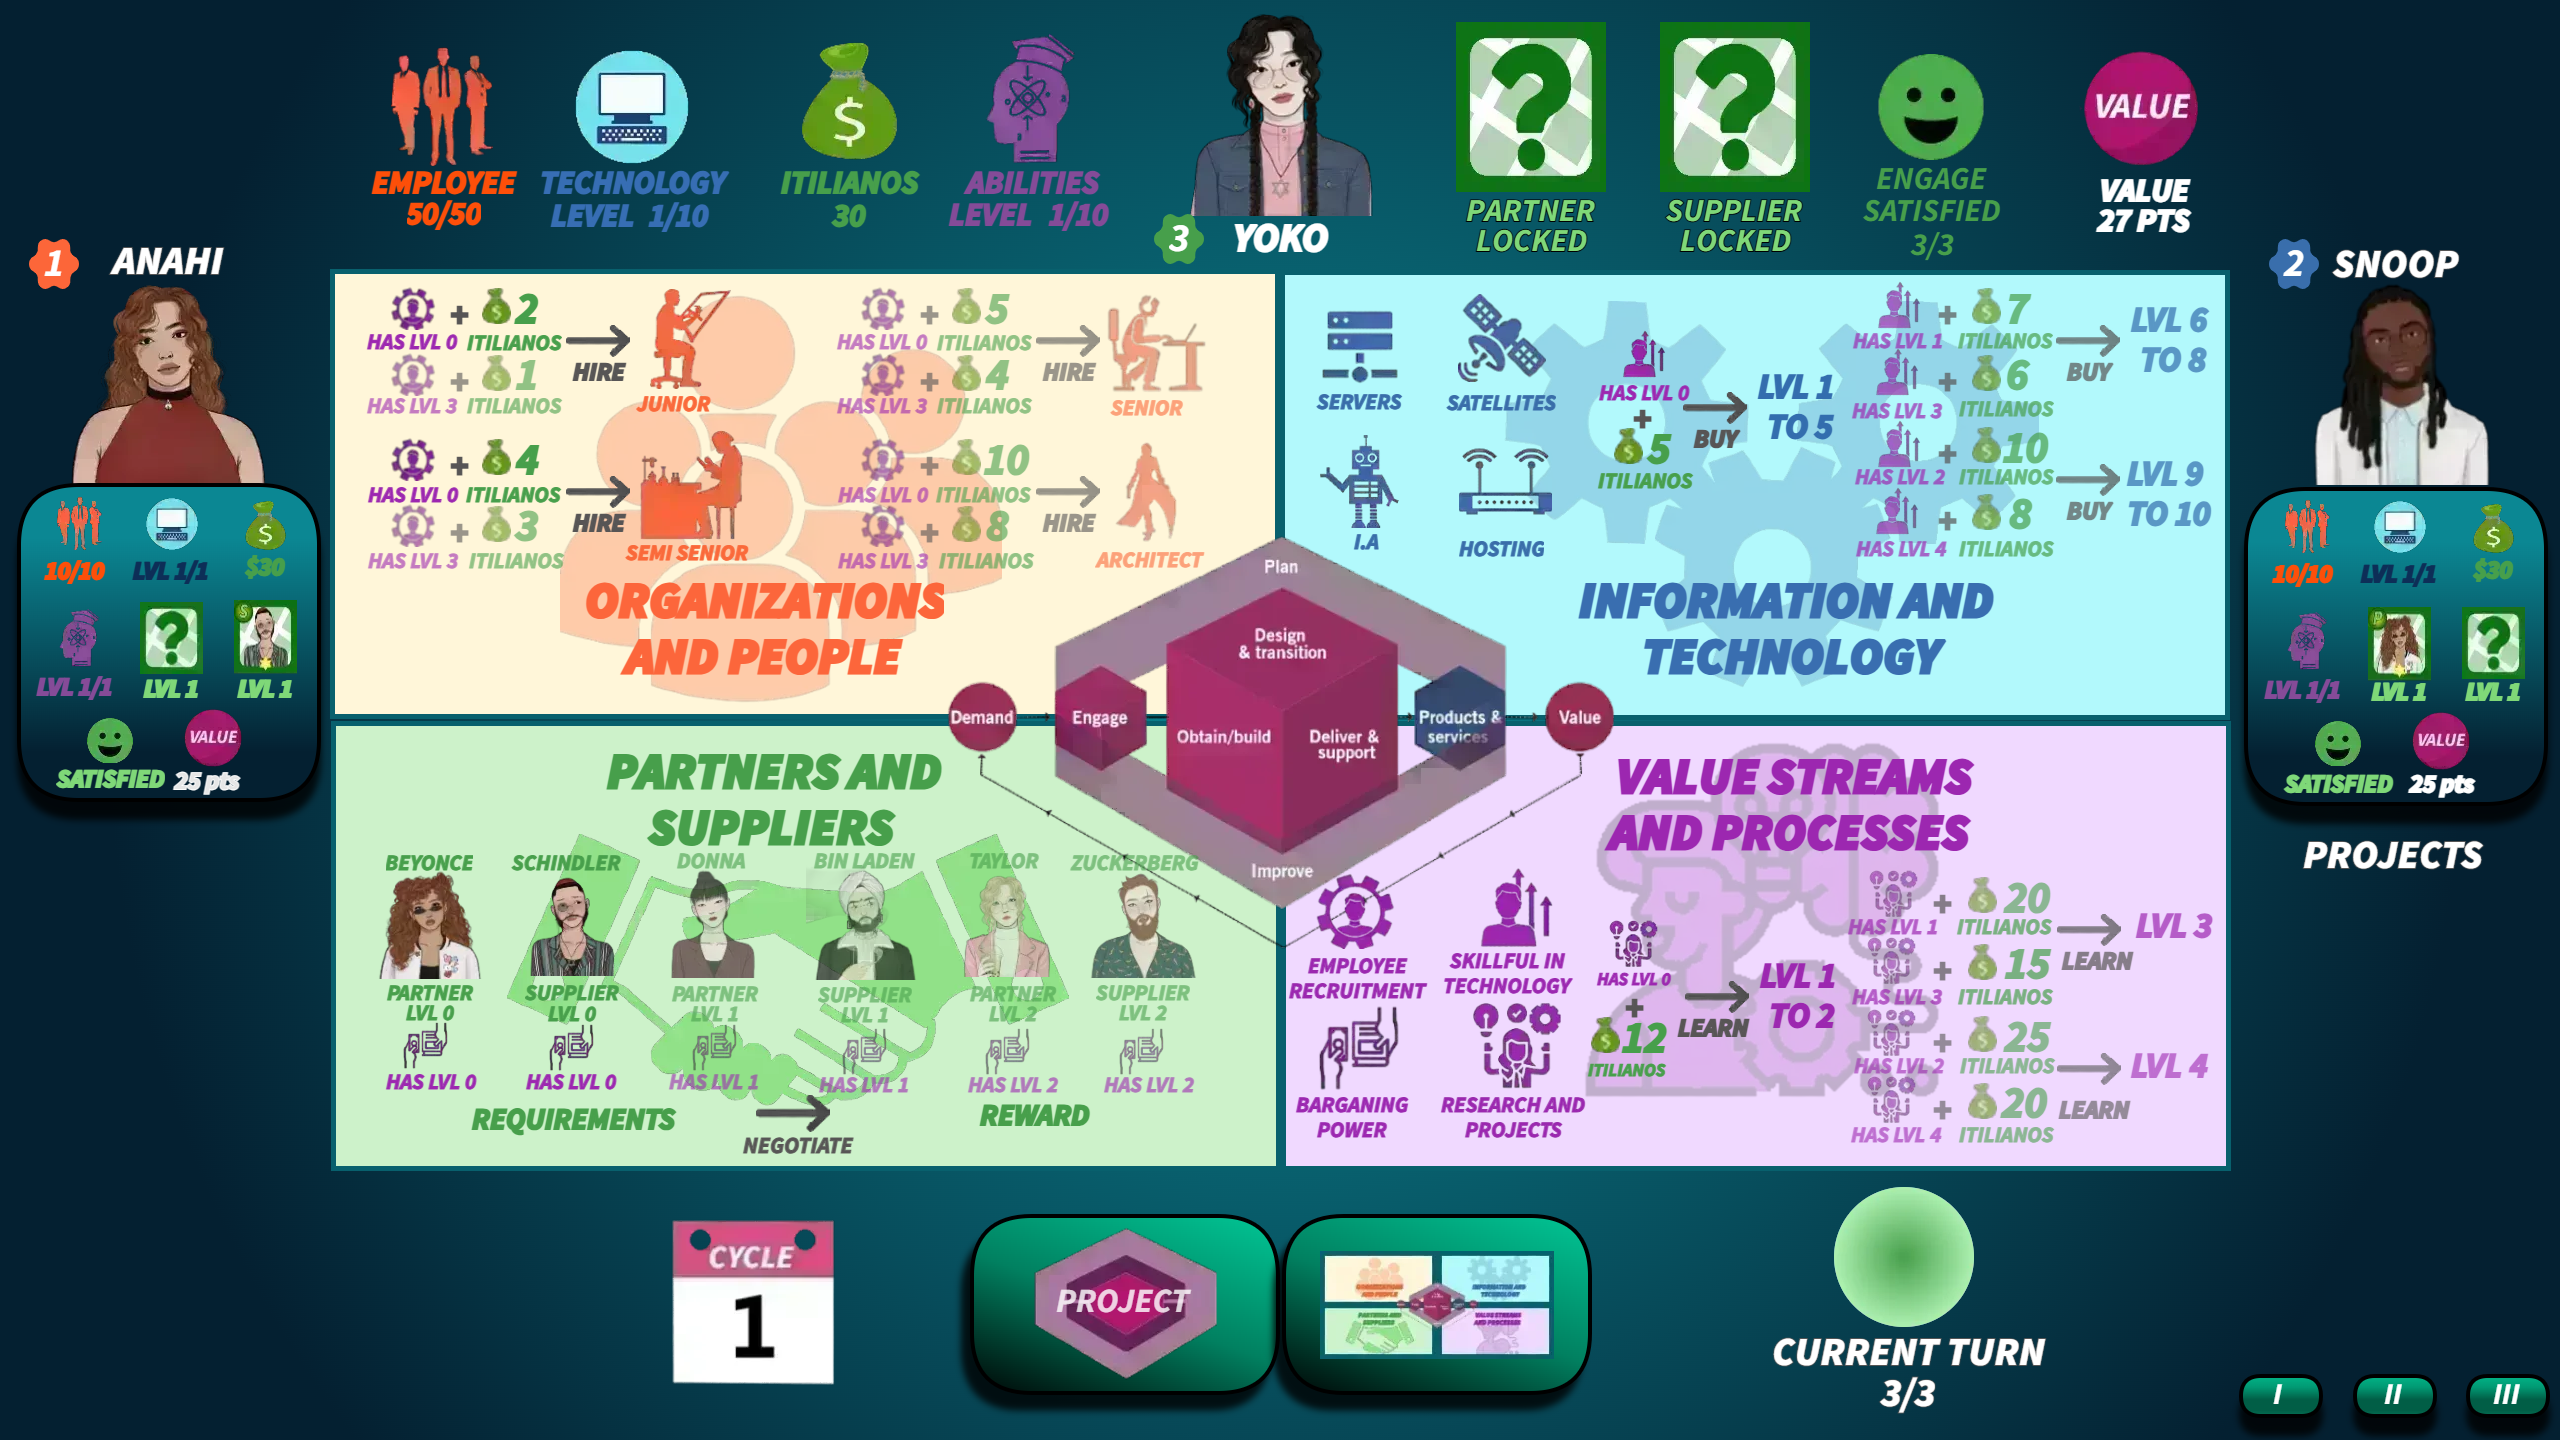 EMPLOYEE
50/50
TECHNOLOGY
LEVEL 1/10
ITILIANOS
30
ABILITIES
LEVEL 1/10
3 YOKO
PARTNER
LOCKED
SUPPLIER
LOCKED
ENGAGE
SATISFIED
3/3
VALUE
VALUE
27 PTS
1 ANAHI
10/10
LVL 1/1
$30
LVL 1/1
LVL 1
LVL 1
SATISFIED
VALUE
25 pts
2 SNOOP
10/10
LVL 1/1
$30
LVL 1/1
LVL 1
LVL 1
SATISFIED
VALUE
25 pts
PROJECTS
HAS LVL 0 + 2 ITILIANOS
HAS LVL 3 + 1 ITILIANOS
HIRE
JUNIOR
HAS LVL 0 + 5 ITILIANOS
HAS LVL 3 + 4 ITILIANOS
HIRE
SENIOR
HAS LVL 0 + 4 ITILIANOS
HAS LVL 3 + 3 ITILIANOS
HIRE
SEMI SENIOR
HAS LVL 0 + 10 ITILIANOS
HAS LVL 3 + 8 ITILIANOS
HIRE
ARCHITECT
ORGANIZATIONS
AND PEOPLE
SERVERS
SATELLITES
I.A
HOSTING
HAS LVL 0
+
5
ITILIANOS
BUY
LVL 1
TO 5
HAS LVL 1 + 7 ITILIANOS
HAS LVL 3 + 6 ITILIANOS
BUY
LVL 6
TO 8
HAS LVL 2 + 10 ITILIANOS
HAS LVL 4 + 8 ITILIANOS
BUY
LVL 9
TO 10
INFORMATION AND
TECHNOLOGY
Plan
Design
& transition
Demand
Engage
Obtain/build
Deliver &
support
Products &
services
Value
Improve
PARTNERS AND
SUPPLIERS
BEYONCE
PARTNER
LVL 0
HAS LVL 0
SCHINDLER
SUPPLIER
LVL 0
HAS LVL 0
DONNA
PARTNER
LVL 1
HAS LVL 1
BIN LADEN
SUPPLIER
LVL 1
HAS LVL 1
TAYLOR
PARTNER
LVL 2
HAS LVL 2
ZUCKERBERG
SUPPLIER
LVL 2
HAS LVL 2
REQUIREMENTS
NEGOTIATE
REWARD
VALUE STREAMS
AND PROCESSES
EMPLOYEE
RECRUITMENT
SKILLFUL IN
TECHNOLOGY
BARGANING
POWER
RESEARCH AND
PROJECTS
HAS LVL 0
+
12
ITILIANOS
LEARN
LVL 1
TO 2
HAS LVL 1 + 20 ITILIANOS
HAS LVL 3 + 15 ITILIANOS
LEARN
LVL 3
HAS LVL 2 + 25 ITILIANOS
HAS LVL 4 + 20 ITILIANOS
LEARN
LVL 4
CYCLE
1
PROJECT
CURRENT TURN
3/3
I
II
III